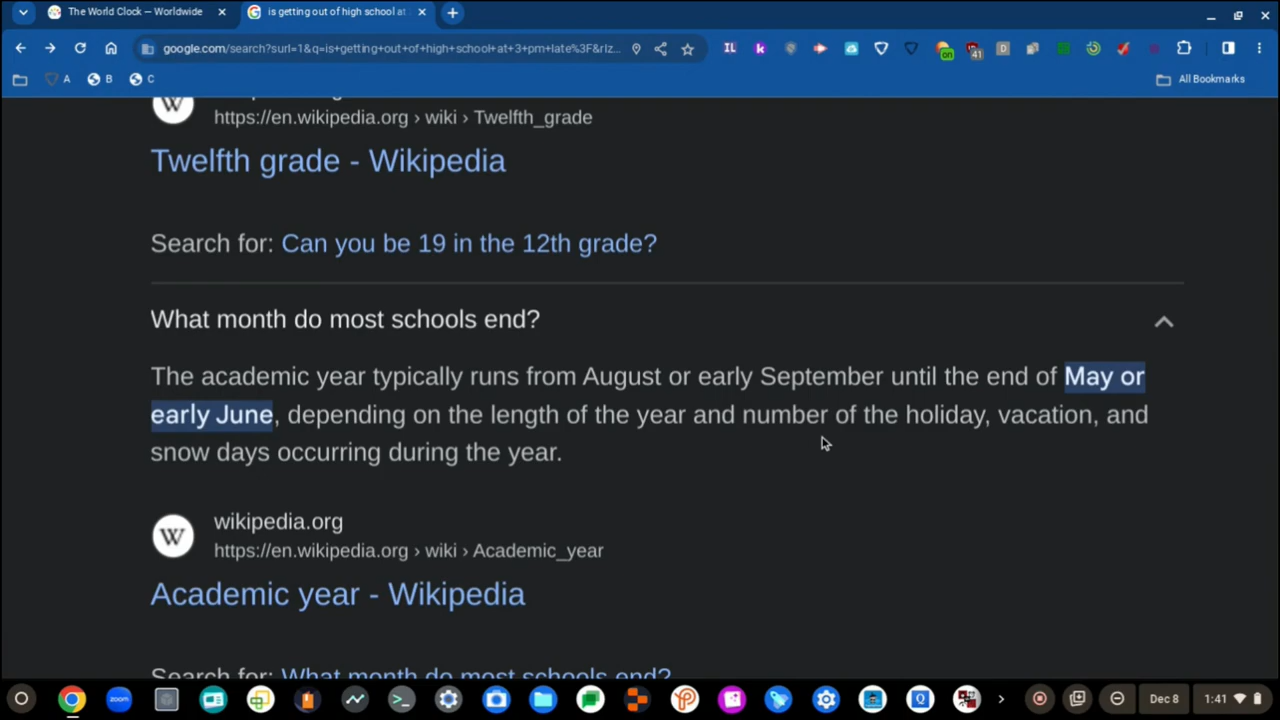 The World Clock — Worldwide
is getting out of high school at
google.com/search?surl=1&q=is+getting+out+of+high+school+at+3+pm+late%3F&rlz...
IL
k
on
41
D
A
B
C
All Bookmarks
W
https://en.wikipedia.org › wiki › Twelfth_grade
Twelfth grade - Wikipedia
Search for: Can you be 19 in the 12th grade?
What month do most schools end?
The academic year typically runs from August or early September until the end of May or
early June, depending on the length of the year and number of the holiday, vacation, and
snow days occurring during the year.
W
wikipedia.org
https://en.wikipedia.org › wiki › Academic_year
Academic year - Wikipedia
Search for: What month do most schools end?
zoom
Q
Dec 8
1:41